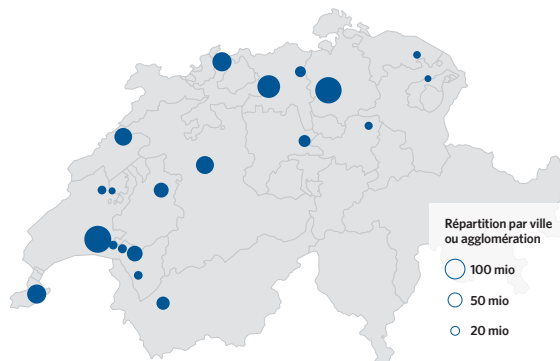 Répartition par ville
ou agglomération
100 mio
50 mio
20 mio